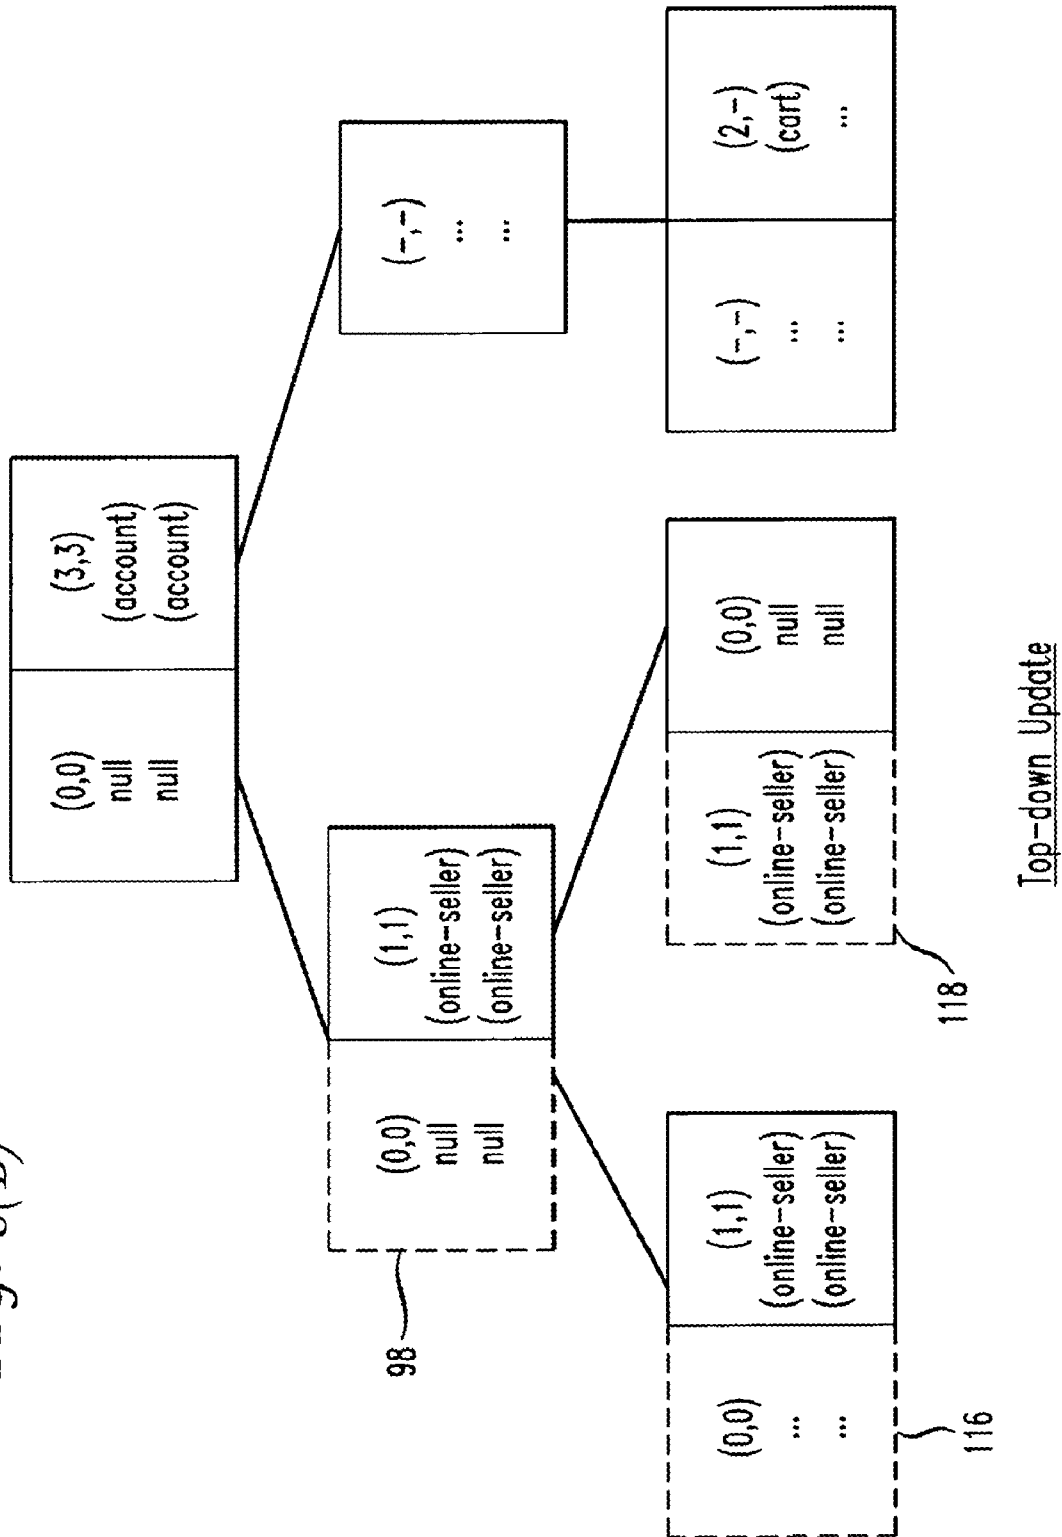 (0,0)
null
null
(3,3)
(account)
(account)
(0,0)
null
null
(1,1)
(online-seller)
(online-seller)
(-,-)
...
...
98
(0,0)
...
...
(1,1)
(online-seller)
(online-seller)
(1,1)
(online-seller)
(online-seller)
(0,0)
null
null
(-,-)
...
...
(2,-)
(cart)
...
116
118
Top-down Update